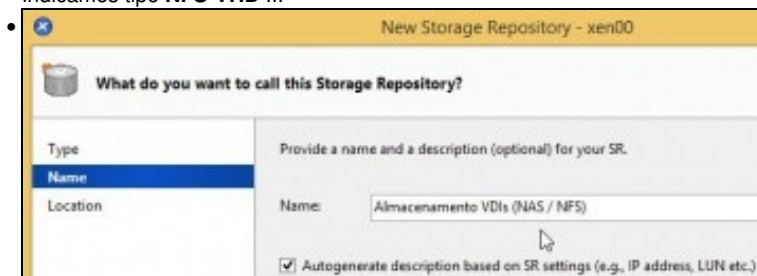 indicamos tipo NFS VHD ...
New Storage Repository - xen00
What do you want to call this Storage Repository?
Type
Provide a name and a description (optional) for your SR.
Name
Location
Name: Almacenamento VDIs (NAS / NFS)
Autogenerate description based on SR settings (e.g., IP address, LUN etc.)